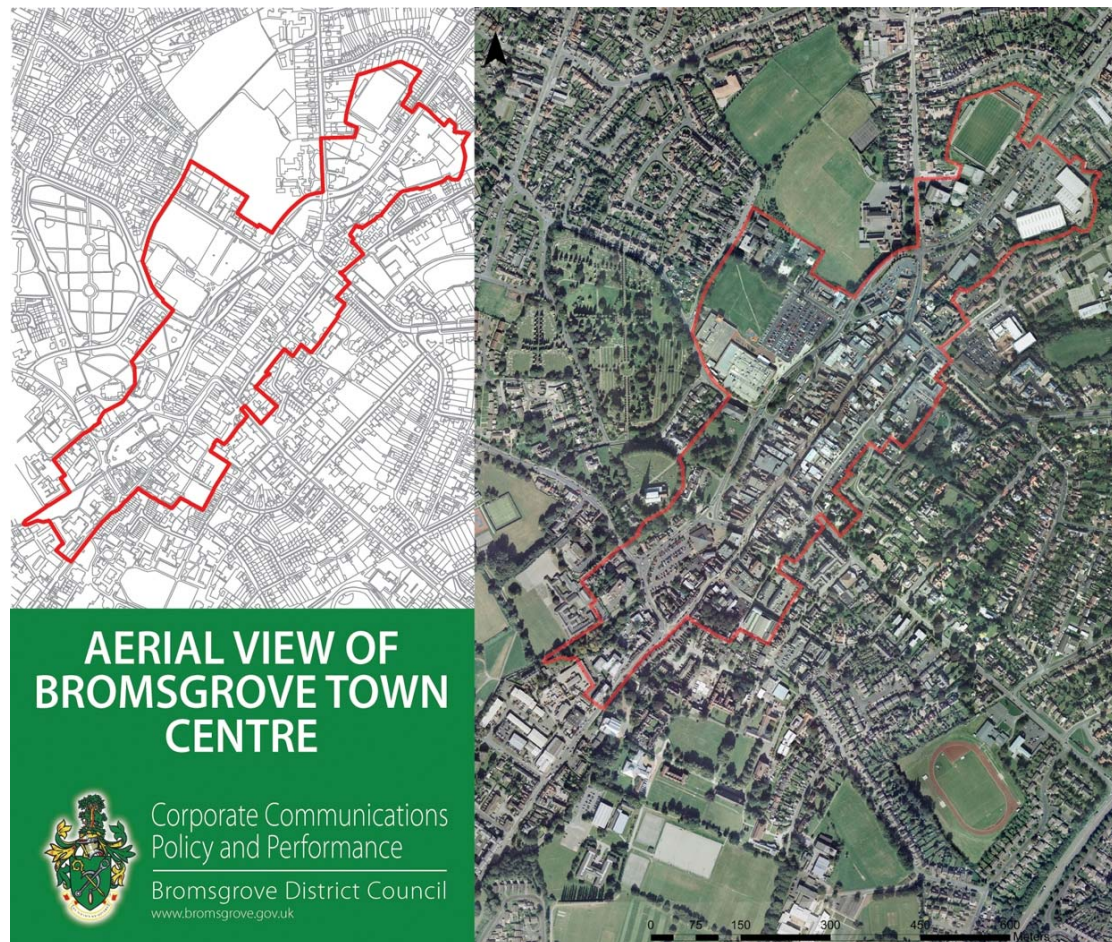 AERIAL VIEW OF
BROMSGROVE TOWN
CENTRE
Corporate Communications
Policy and Performance
Bromsgrove District Council
www.bromsgrove.gov.uk
0 75 150 300 450 600
Meters